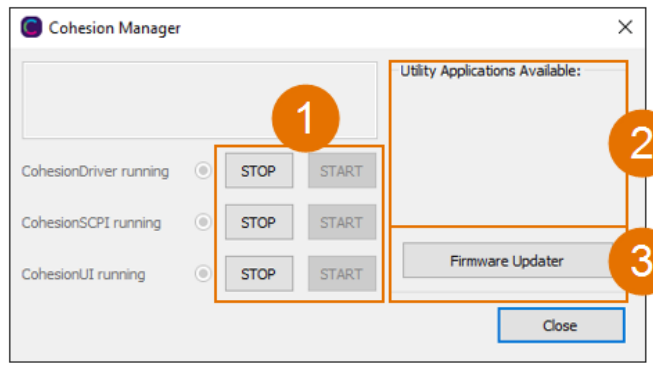 Cohesion Manager
Utility Applications Available:
1
2
CohesionDriver running STOP START
CohesionSCPI running STOP START
Firmware Updater 3
CohesionUI running STOP START
Close